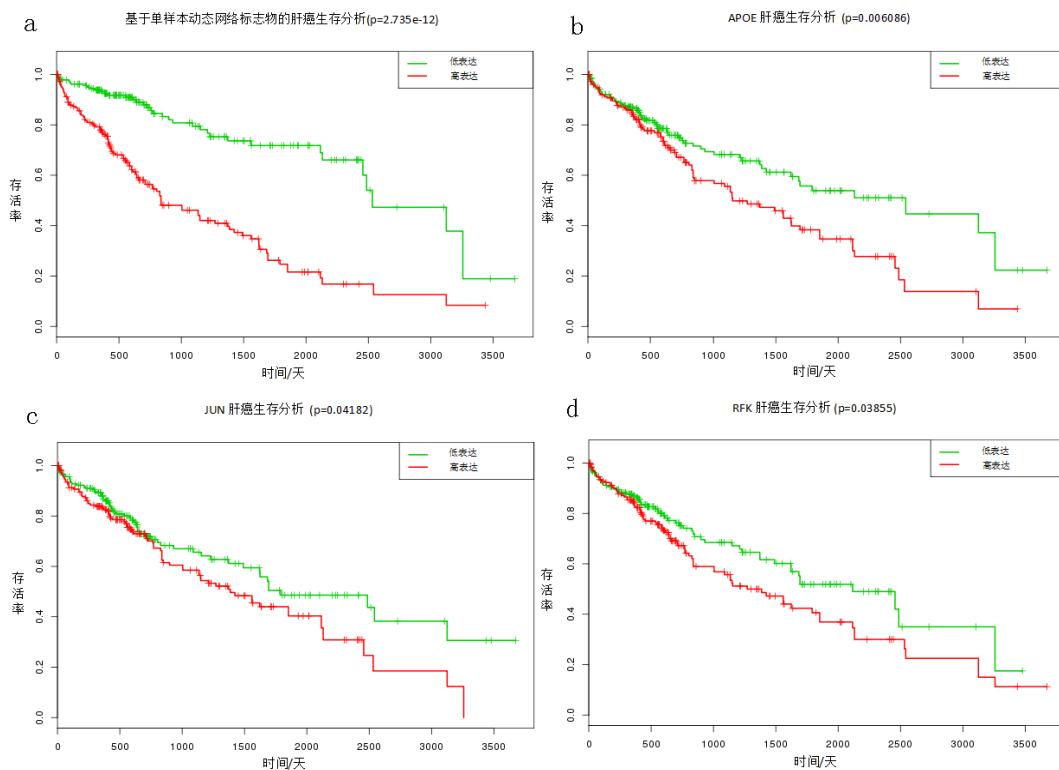 a
基于单样本动态网络标志物的肝癌生存分析(p=2.735e-12)
低表达
高表达
存活率
0.0 0.2 0.4 0.6 0.8 1.0
0 500 1000 1500 2000 2500 3000 3500
时间/天
b
APOE 肝癌生存分析 (p=0.006086)
低表达
高表达
存活率
0.0 0.2 0.4 0.6 0.8 1.0
0 500 1000 1500 2000 2500 3000 3500
时间/天
c
JUN 肝癌生存分析 (p=0.04182)
低表达
高表达
存活率
0.0 0.2 0.4 0.6 0.8 1.0
0 500 1000 1500 2000 2500 3000 3500
时间/天
d
RFK 肝癌生存分析 (p=0.03855)
低表达
高表达
存活率
0.0 0.2 0.4 0.6 0.8 1.0
0 500 1000 1500 2000 2500 3000 3500
时间/天